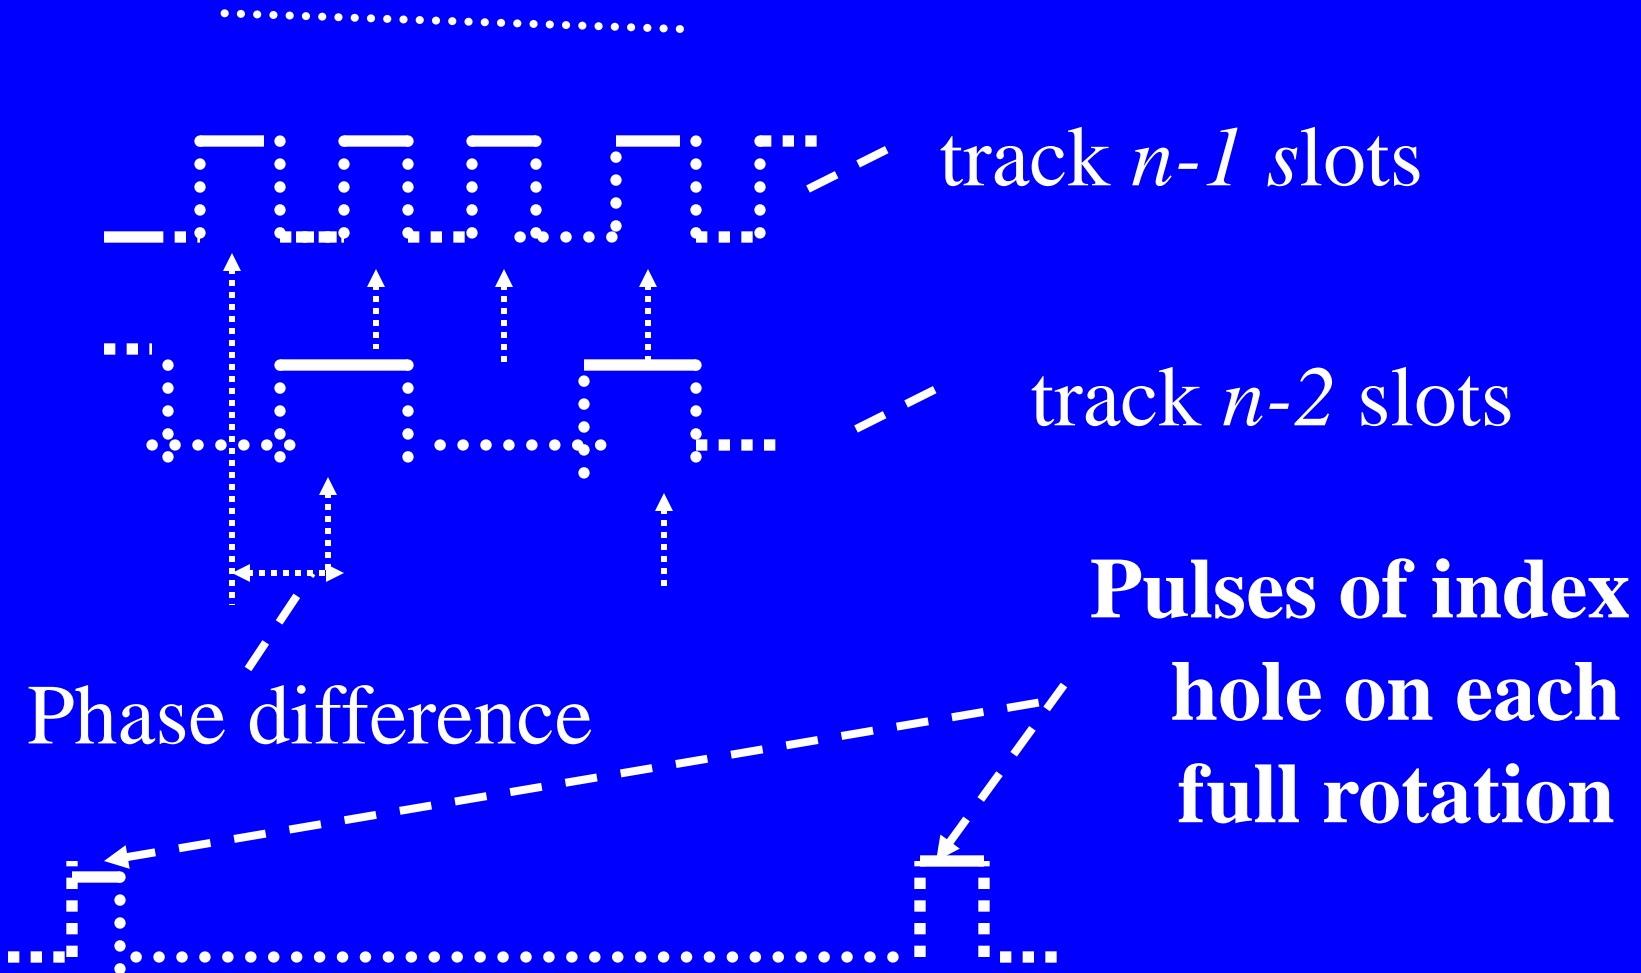 track n-1 slots
track n-2 slots
Pulses of index
hole on each
full rotation
Phase difference